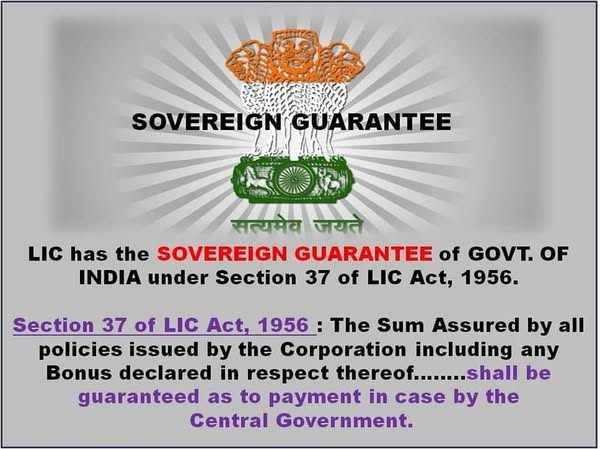 SOVEREIGN GUARANTEE
सत्यमेव जयते
LIC has the SOVEREIGN GUARANTEE of GOVT. OF
INDIA under Section 37 of LIC Act, 1956.
Section 37 of LIC Act, 1956 : The Sum Assured by all
policies issued by the Corporation including any
Bonus declared in respect thereof........shall be
guaranteed as to payment in case by the
Central Government.